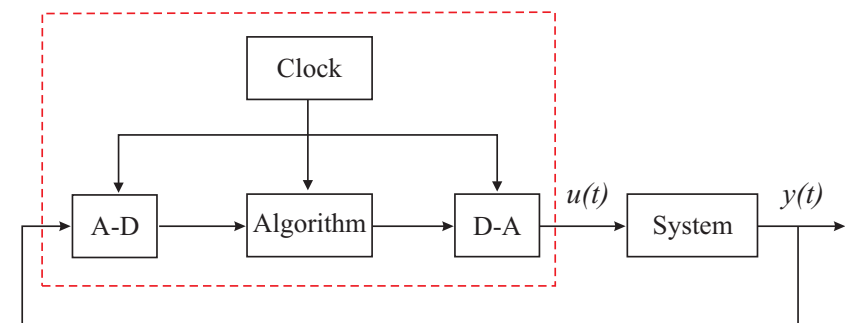 Clock
u(t)
y(t)
A-D
Algorithm
D-A
System